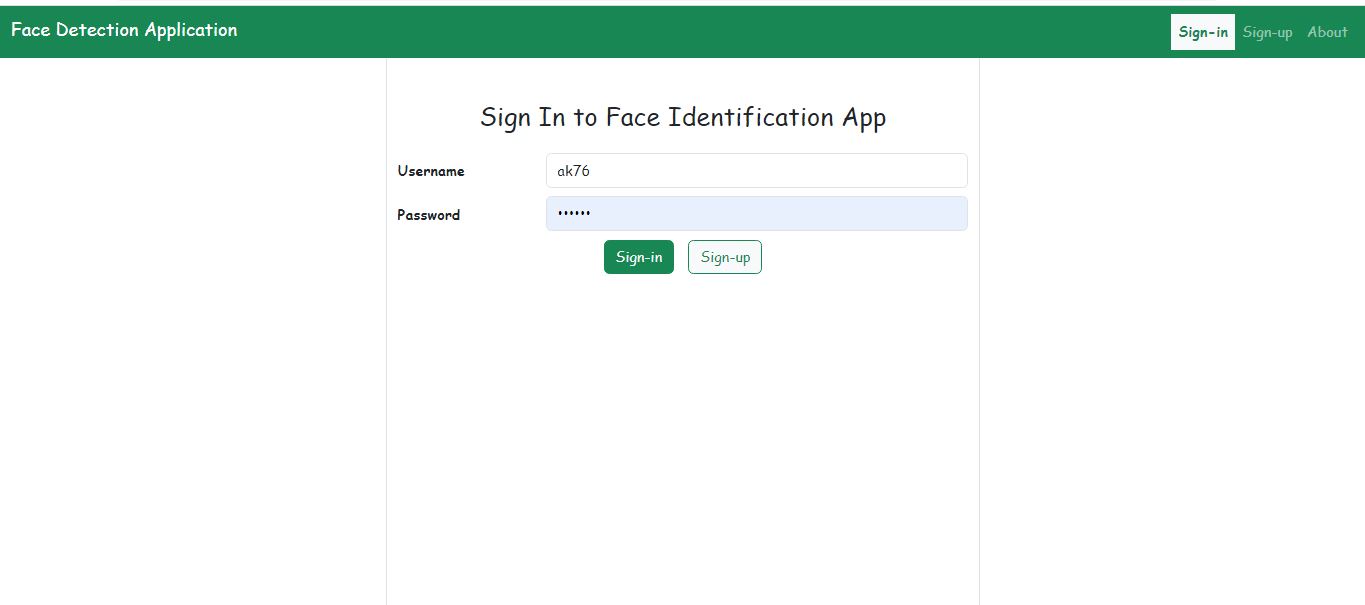 Face Detection Application
Sign-in Sign-up About
Sign In to Face Identification App
Username ak76
Password ••••••
Sign-in Sign-up